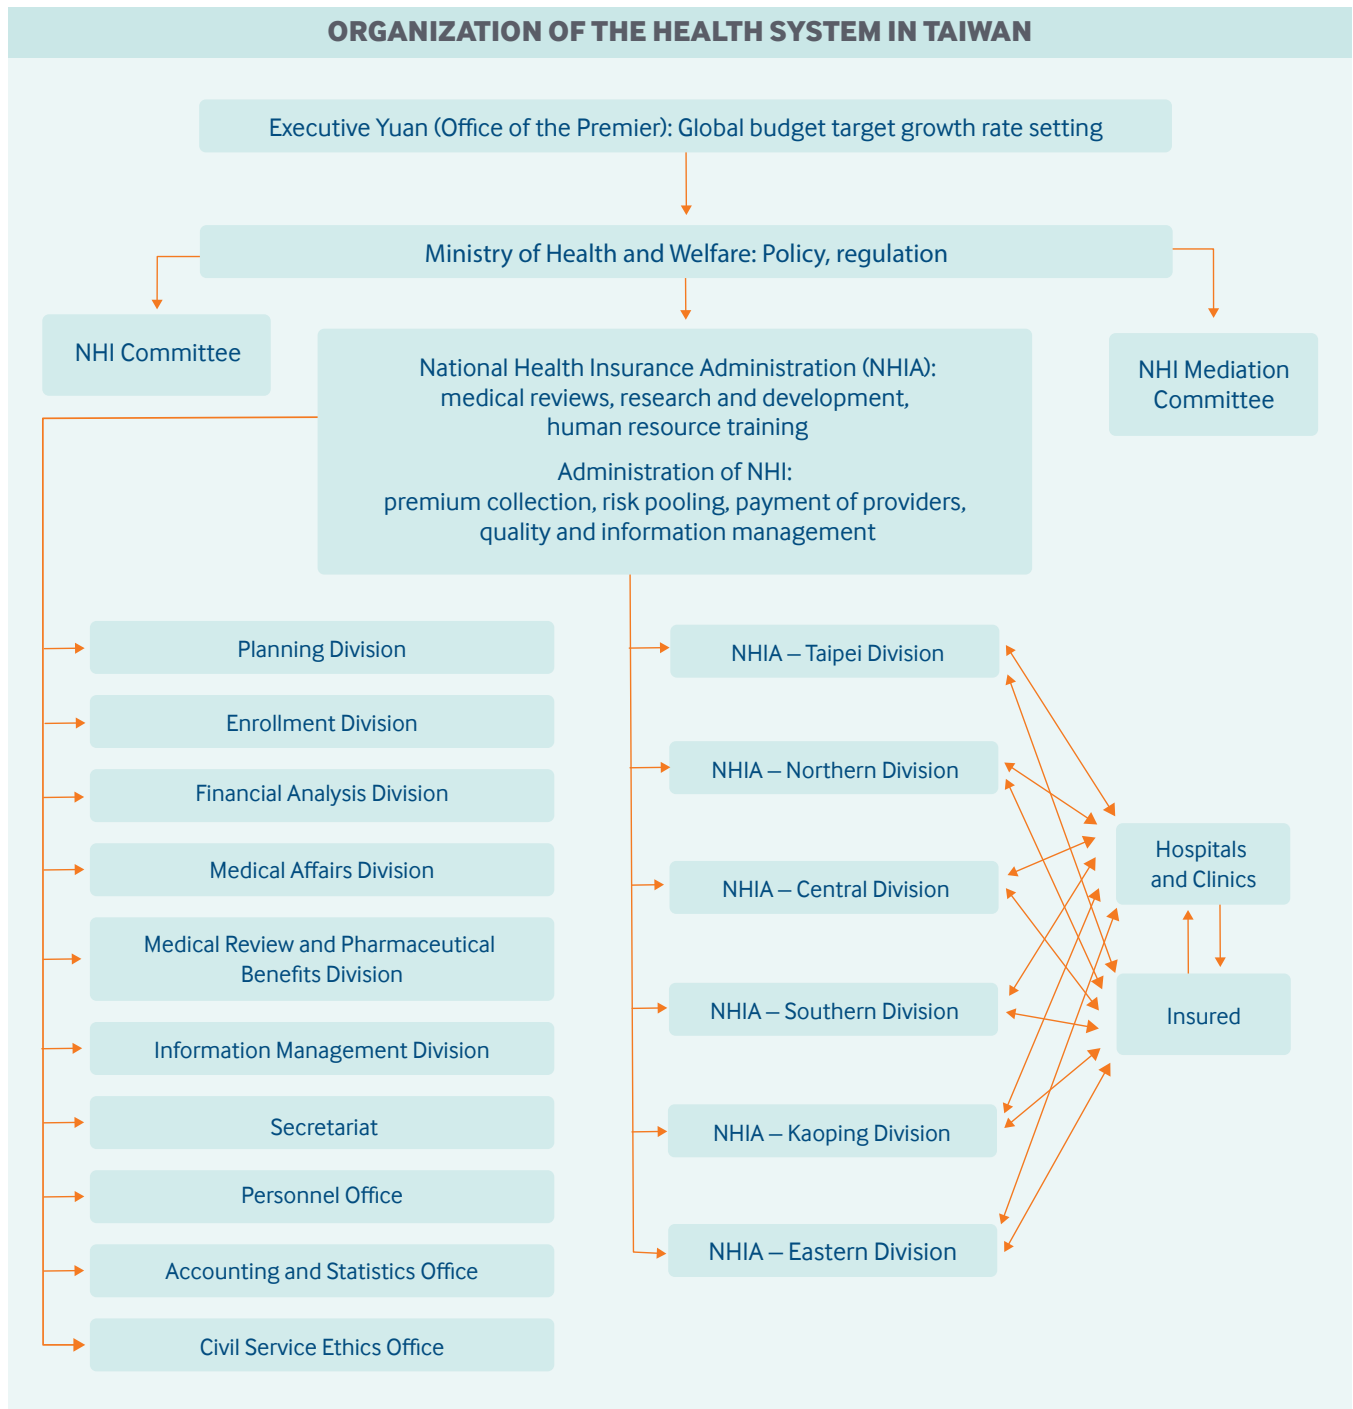 ORGANIZATION OF THE HEALTH SYSTEM IN TAIWAN
Executive Yuan (Office of the Premier): Global budget target growth rate setting
Ministry of Health and Welfare: Policy, regulation
NHI Committee
National Health Insurance Administration (NHIA):
medical reviews, research and development,
human resource training
Administration of NHI:
premium collection, risk pooling, payment of providers,
quality and information management
NHI Mediation
Committee
Planning Division
Enrollment Division
Financial Analysis Division
Medical Affairs Division
Medical Review and Pharmaceutical
Benefits Division
Information Management Division
Secretariat
Personnel Office
Accounting and Statistics Office
Civil Service Ethics Office
NHIA – Taipei Division
NHIA – Northern Division
NHIA – Central Division
NHIA – Southern Division
NHIA – Kaoping Division
NHIA – Eastern Division
Hospitals
and Clinics
Insured